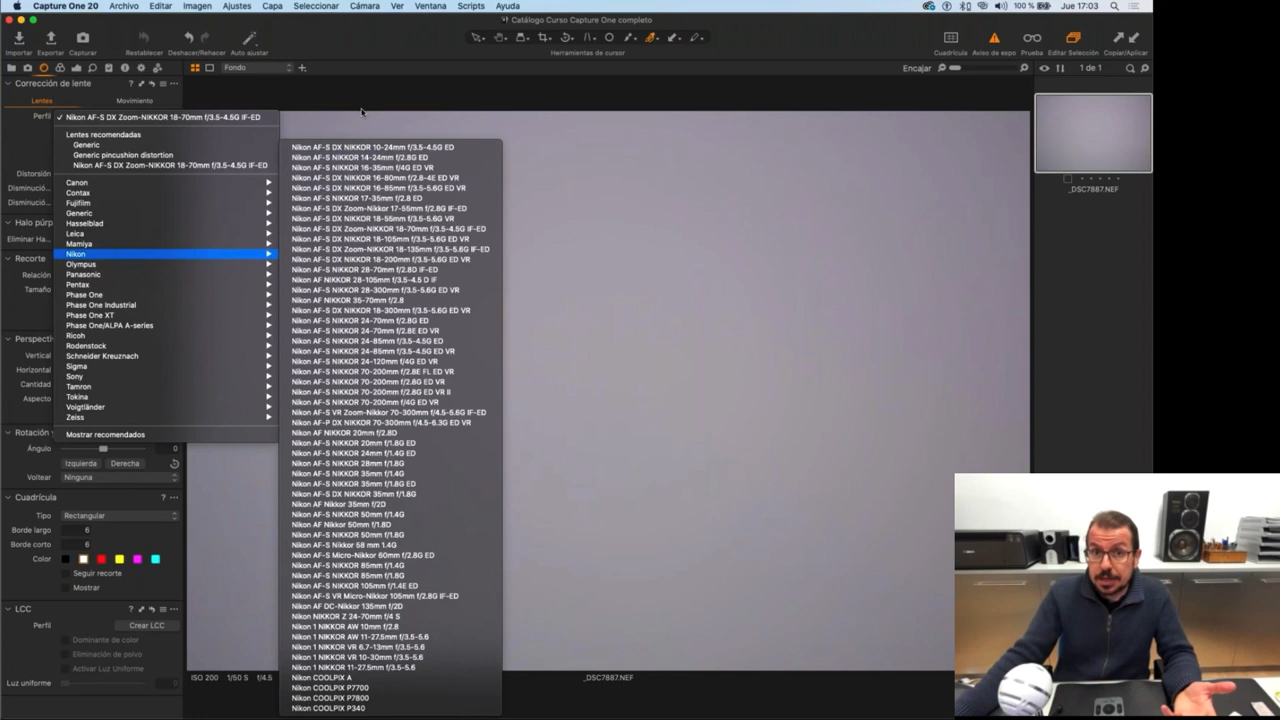 Capture One 20 Archivo Editar Imagen Ajustes Capa Seleccionar Cámara Ver Ventana Scripts Ayuda 100 % Jue 17:03
Catálogo Curso Capture One completo
Importar Exportar Capturar Restablecer Deshacer/Rehacer Auto ajustar Herramientas de cursor Cuadrícula Aviso de expo Prueba Editar Selección Copiar/Aplicar
Fondo Encajar 1 de 1
Corrección de lente
Lentes Movimiento
Perfil
Distorsión
Disminució...
Disminució...
Halo púrp
Eliminar Ha...
Recorte
Relación
Tamaño
Perspectiv
Vertical
Horizontal
Cantidad
Aspecto
Rotación y
Ángulo 0
Izquierda Derecha
Voltear Ninguna
Cuadrícula
Tipo Rectangular
Borde largo 6
Borde corto 6
Color
Seguir recorte
Mostrar
LCC
Perfil Crear LCC
Dominante de color
Eliminación de polvo
Activar Luz Uniforme
Luz uniforme
✓ Nikon AF-S DX Zoom-NIKKOR 18-70mm f/3.5-4.5G IF-ED
Lentes recomendadas
Generic
Generic pincushion distortion
Nikon AF-S DX Zoom-NIKKOR 18-70mm f/3.5-4.5G IF-ED
Canon
Contax
Fujifilm
Generic
Hasselblad
Leica
Mamiya
Nikon
Olympus
Panasonic
Pentax
Phase One
Phase One Industrial
Phase One XT
Phase One/ALPA A-series
Ricoh
Rodenstock
Schneider Kreuznach
Sigma
Sony
Tamron
Tokina
Voigtländer
Zeiss
Mostrar recomendados
Nikon AF-S DX NIKKOR 10-24mm f/3.5-4.5G ED
Nikon AF-S NIKKOR 14-24mm f/2.8G ED
Nikon AF-S NIKKOR 16-35mm f/4G ED VR
Nikon AF-S DX NIKKOR 16-80mm f/2.8-4E ED VR
Nikon AF-S DX NIKKOR 16-85mm f/3.5-5.6G ED VR
Nikon AF-S NIKKOR 17-35mm f/2.8 ED
Nikon AF-S DX Zoom-Nikkor 17-55mm f/2.8G IF-ED
Nikon AF-S DX NIKKOR 18-55mm f/3.5-5.6G VR
Nikon AF-S DX Zoom-NIKKOR 18-70mm f/3.5-4.5G IF-ED
Nikon AF-S DX NIKKOR 18-105mm f/3.5-5.6G ED VR
Nikon AF-S DX Zoom-NIKKOR 18-135mm f/3.5-5.6G IF-ED
Nikon AF-S DX NIKKOR 18-200mm f/3.5-5.6G ED VR
Nikon AF-S NIKKOR 28-70mm f/2.8D IF-ED
Nikon AF NIKKOR 28-105mm f/3.5-4.5 D IF
Nikon AF-S NIKKOR 28-300mm f/3.5-5.6G ED VR
Nikon AF NIKKOR 35-70mm f/2.8
Nikon AF-S DX NIKKOR 18-300mm f/3.5-5.6G ED VR
Nikon AF-S NIKKOR 24-70mm f/2.8G ED
Nikon AF-S NIKKOR 24-70mm f/2.8E ED VR
Nikon AF-S NIKKOR 24-85mm f/3.5-4.5G ED
Nikon AF-S NIKKOR 24-85mm f/3.5-4.5G ED VR
Nikon AF-S NIKKOR 24-120mm f/4G ED VR
Nikon AF-S NIKKOR 70-200mm f/2.8E FL ED VR
Nikon AF-S NIKKOR 70-200mm f/2.8G ED VR
Nikon AF-S NIKKOR 70-200mm f/2.8G ED VR II
Nikon AF-S NIKKOR 70-200mm f/4G ED VR
Nikon AF-S VR Zoom-Nikkor 70-300mm f/4.5-5.6G IF-ED
Nikon AF-P DX NIKKOR 70-300mm f/4.5-6.3G ED VR
Nikon AF NIKKOR 20mm f/2.8D
Nikon AF-S NIKKOR 20mm f/1.8G ED
Nikon AF-S NIKKOR 24mm f/1.4G ED
Nikon AF-S NIKKOR 28mm f/1.8G
Nikon AF-S NIKKOR 35mm f/1.4G
Nikon AF-S NIKKOR 35mm f/1.8G ED
Nikon AF-S DX NIKKOR 35mm f/1.8G
Nikon AF Nikkor 35mm f/2D
Nikon AF-S NIKKOR 50mm f/1.4G
Nikon AF Nikkor 50mm f/1.8D
Nikon AF-S NIKKOR 50mm f/1.8G
Nikon AF-S Nikkor 58 mm 1.4G
Nikon AF-S Micro-Nikkor 60mm f/2.8G ED
Nikon AF-S NIKKOR 85mm f/1.4G
Nikon AF-S NIKKOR 85mm f/1.8G
Nikon AF-S NIKKOR 105mm f/1.4E ED
Nikon AF-S VR Micro-Nikkor 105mm f/2.8G IF-ED
Nikon AF DC-Nikkor 135mm f/2D
Nikon NIKKOR Z 24-70mm f/4 S
Nikon 1 NIKKOR AW 10mm f/2.8
Nikon 1 NIKKOR AW 11-27.5mm f/3.5-5.6
Nikon 1 NIKKOR VR 6.7-13mm f/3.5-5.6
Nikon 1 NIKKOR VR 10-30mm f/3.5-5.6
Nikon 1 NIKKOR 11-27.5mm f/3.5-5.6
Nikon COOLPIX A
Nikon COOLPIX P7700
Nikon COOLPIX P7800
Nikon COOLPIX P340
_DSC7887.NEF
ISO 200 1/50 S f/4.5 _DSC7887.NEF